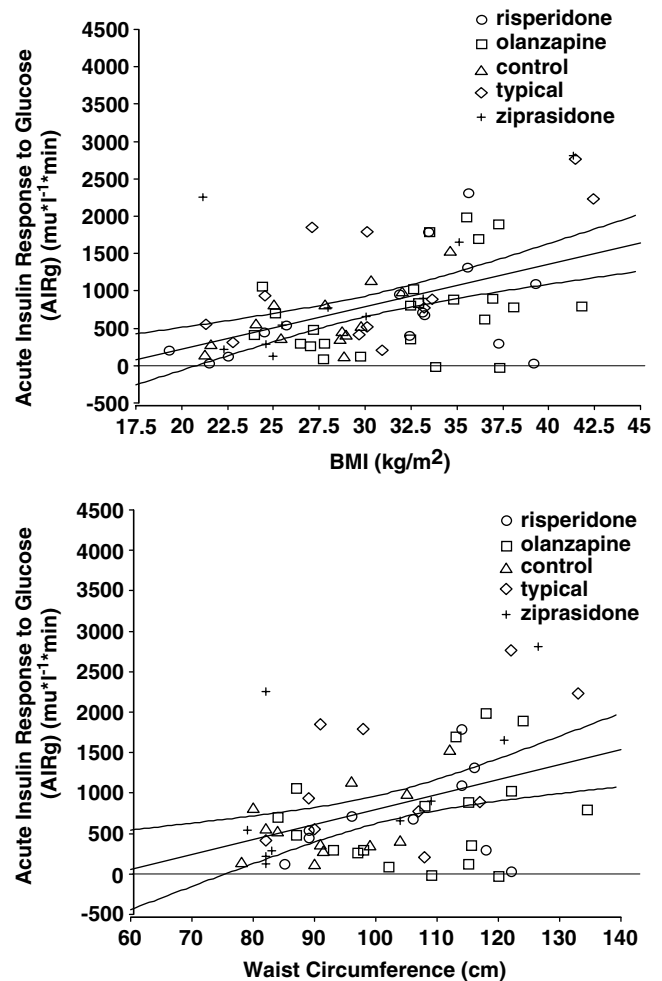 Acute Insulin Response to Glucose
(AIRg) (mu*l-1*min)
4500
4000
3500
3000
2500
2000
1500
1000
500
0
-500
risperidone
olanzapine
control
typical
ziprasidone
17.5 20 22.5 25 27.5 30 32.5 35 37.5 40 42.5 45
BMI (kg/m2)
Acute Insulin Response to Glucose
(AIRg) (mu*l-1*min)
4500
4000
3500
3000
2500
2000
1500
1000
500
0
-500
risperidone
olanzapine
control
typical
ziprasidone
60 70 80 90 100 110 120 130 140
Waist Circumference (cm)